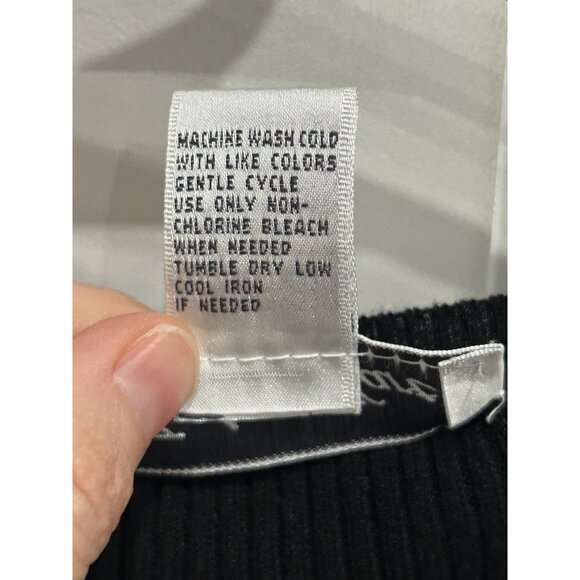 MACHINE WASH COLD
WITH LIKE COLORS
GENTLE CYCLE
USE ONLY NON-
CHLORINE BLEACH
WHEN NEEDED
TUMBLE DRY LOW
COOL IRON
IF NEEDED